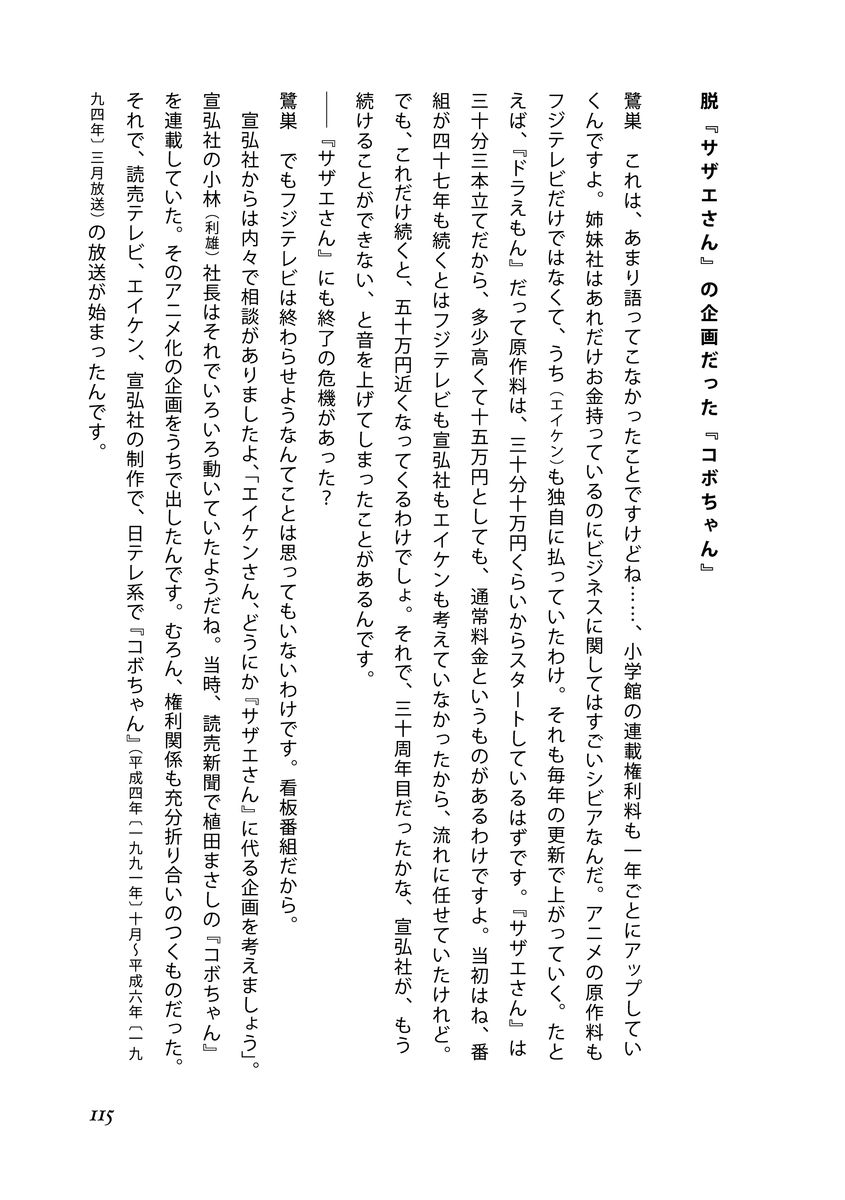 脱『サザエさん』の企画だった『コボちゃん』
鷺巣　これは、あまり語ってこなかったことですけどね……、小学館の連載権利料も一年ごとにアップしてい
くんですよ。姉妹社はあれだけお金持っているのにビジネスに関してはすごいシビアなんだ。アニメの原作料も
フジテレビだけではなくて、うち（エイケン）も独自に払っていたわけ。それも毎年の更新で上がっていく。たと
えば、『ドラえもん』だって原作料は、三十分十万円くらいからスタートしているはずです。『サザエさん』は
三十分三本立てだから、多少高くて十五万円としても、通常料金というものがあるわけですよ。当初はね、番
組が四十七年も続くとはフジテレビも宣弘社もエイケンも考えていなかったから、流れに任せていたけれど。
でも、これだけ続くと、五十万円近くなってくるわけでしょ。それで、三十周年目だったかな、宣弘社が、もう
続けることができない、と音を上げてしまったことがあるんです。
――『サザエさん』にも終了の危機があった？
鷺巣　でもフジテレビは終わらせようなんてことは思ってもいないわけです。看板番組だから。
　宣弘社からは内々で相談がありましたよ、「エイケンさん、どうにか『サザエさん』に代る企画を考えましょう」。
宣弘社の小林（利雄）社長はそれでいろいろ動いていたようだね。当時、読売新聞で植田まさしの『コボちゃん』
を連載していた。そのアニメ化の企画をうちで出したんです。むろん、権利関係も充分折り合いのつくものだった。
それで、読売テレビ、エイケン、宣弘社の制作で、日テレ系で『コボちゃん』（平成四年〔一九九一年〕十月～平成六年〔一九
九四年〕三月放送）の放送が始まったんです。
115